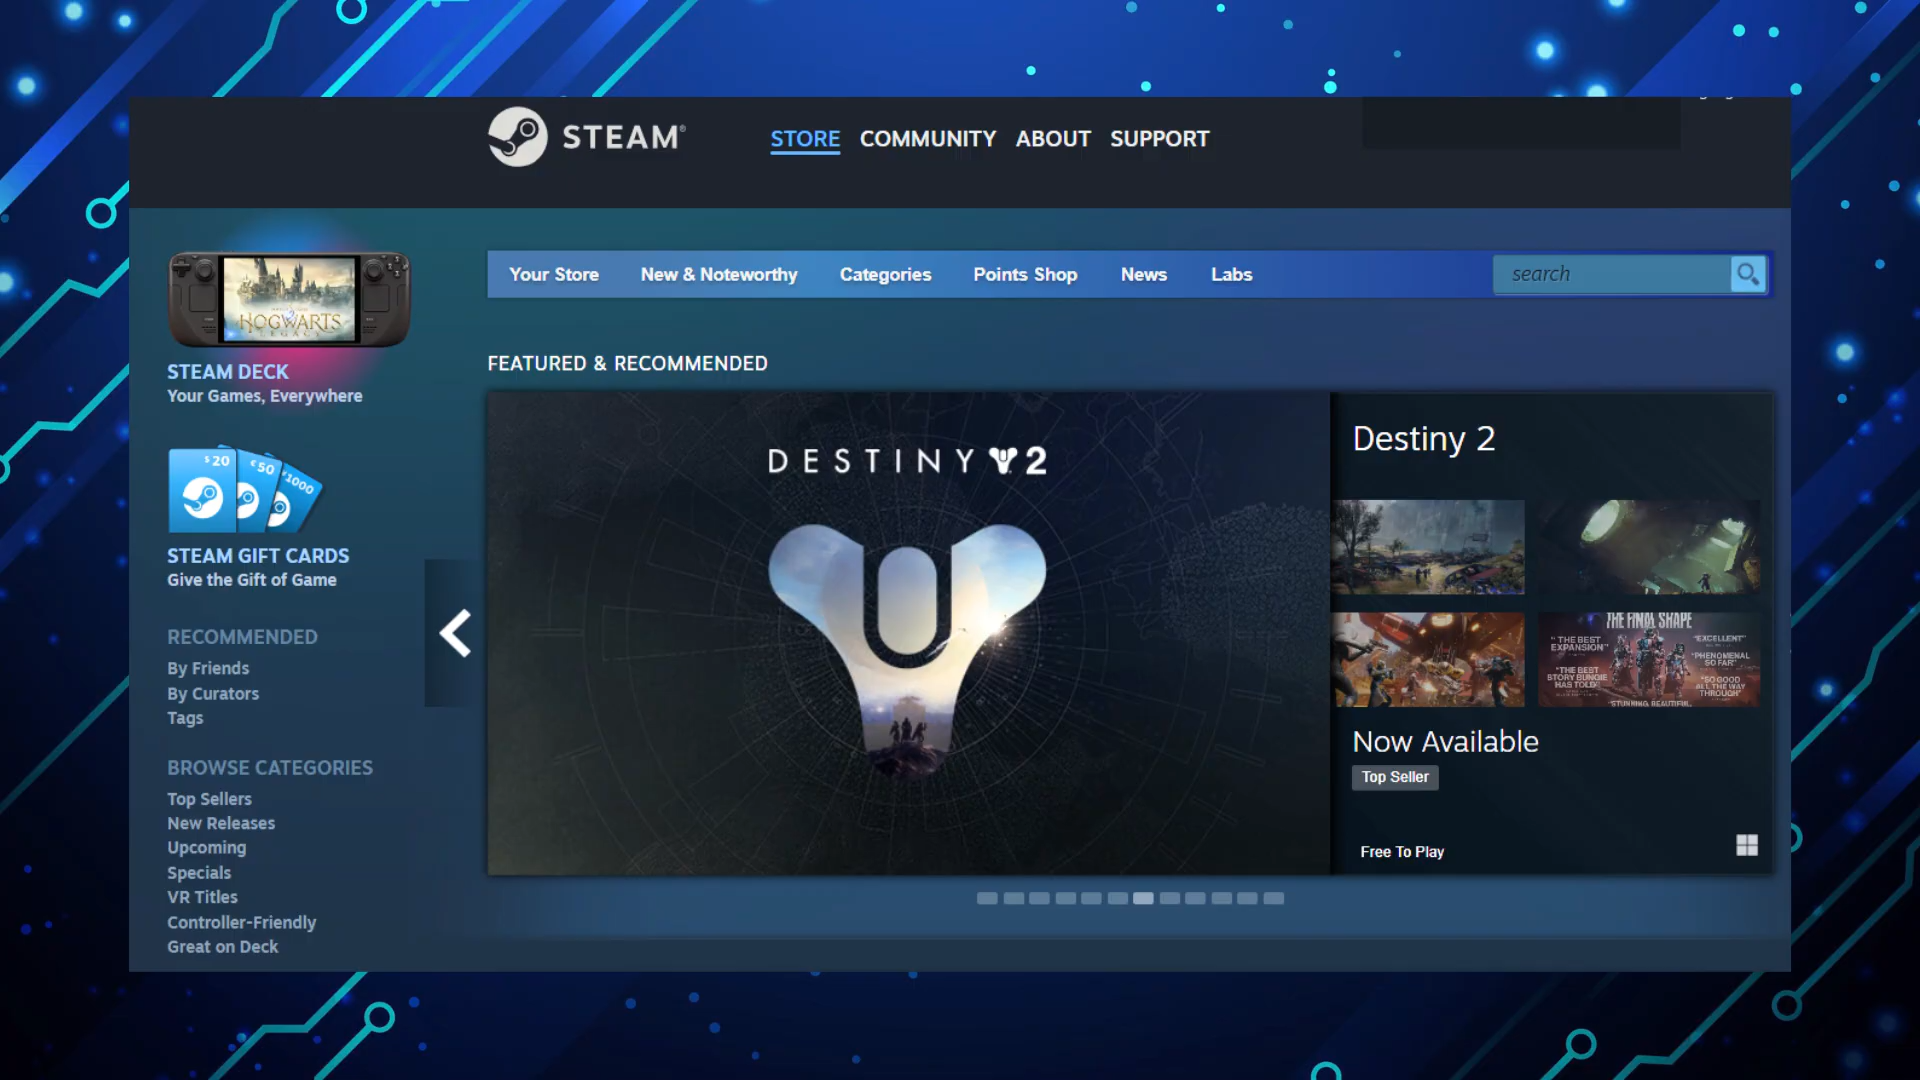 STEAM®
STORE COMMUNITY ABOUT SUPPORT
Your Store New & Noteworthy Categories Points Shop News Labs
search
HOGWARTS
LEGACY
STEAM DECK
Your Games, Everywhere
$20
€50
¥1000
STEAM GIFT CARDS
Give the Gift of Game
RECOMMENDED
By Friends
By Curators
Tags
BROWSE CATEGORIES
Top Sellers
New Releases
Upcoming
Specials
VR Titles
Controller-Friendly
Great on Deck
FEATURED & RECOMMENDED
DESTINY 2
Destiny 2
THE FINAL SHAPE
"THE BEST
EXPANSION"
"THE BEST
STORY BUNGIE
HAS TOLD"
"EXCELLENT"
"PHENOMENAL
SO FAR"
"SO GOOD
ALL THE WAY
THROUGH"
"STUNNING, BEAUTIFUL,
Now Available
Top Seller
Free To Play